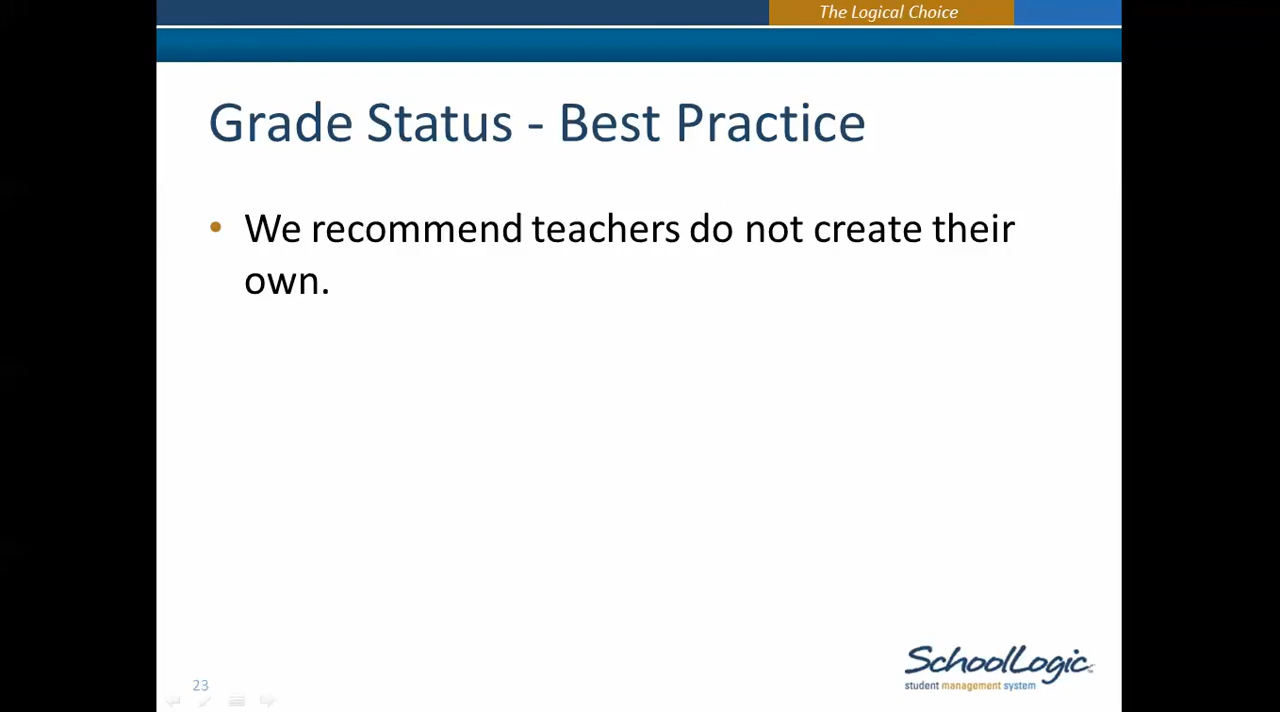 The Logical Choice
Grade Status - Best Practice
• We recommend teachers do not create their
own.
SchoolLogic™
student management system
23